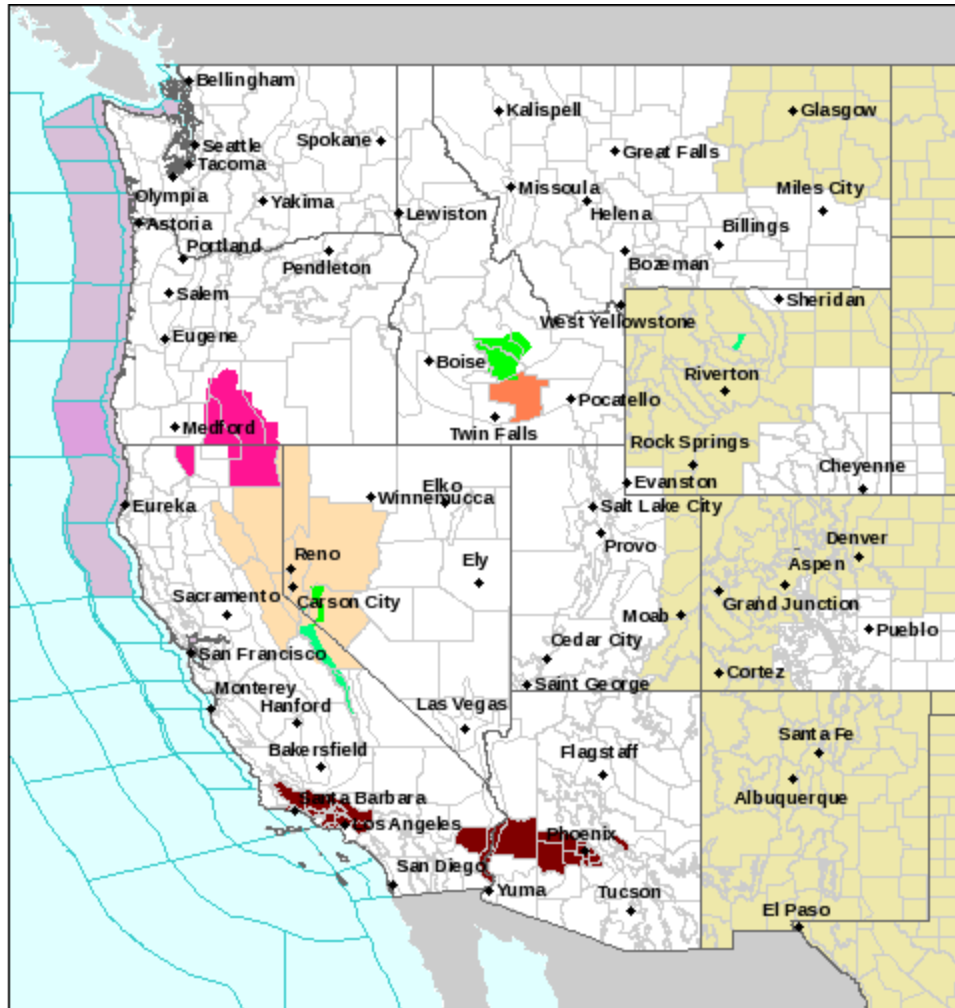 Bellingham
Kalispell
Glasgow
Seattle
Spokane
Great Falls
Tacoma
Missoula
Miles City
Olympia
Yakima
Helena
Lewiston
Astoria
Billings
Portland
Pendleton
Bozeman
Salem
Sheridan
West Yellowstone
Eugene
Boise
Riverton
Pocatello
Medford
Twin Falls
Rock Springs
Cheyenne
Evanston
Elko
Winnemucca
Eureka
Salt Lake City
Provo
Denver
Reno
Ely
Aspen
Sacramento
Carson City
Grand Junction
Moab
Pueblo
San Francisco
Cedar City
Cortez
Saint George
Monterey
Hanford
Las Vegas
Bakersfield
Flagstaff
Santa Fe
Santa Barbara
Albuquerque
Los Angeles
Phoenix
San Diego
Yuma
Tucson
El Paso